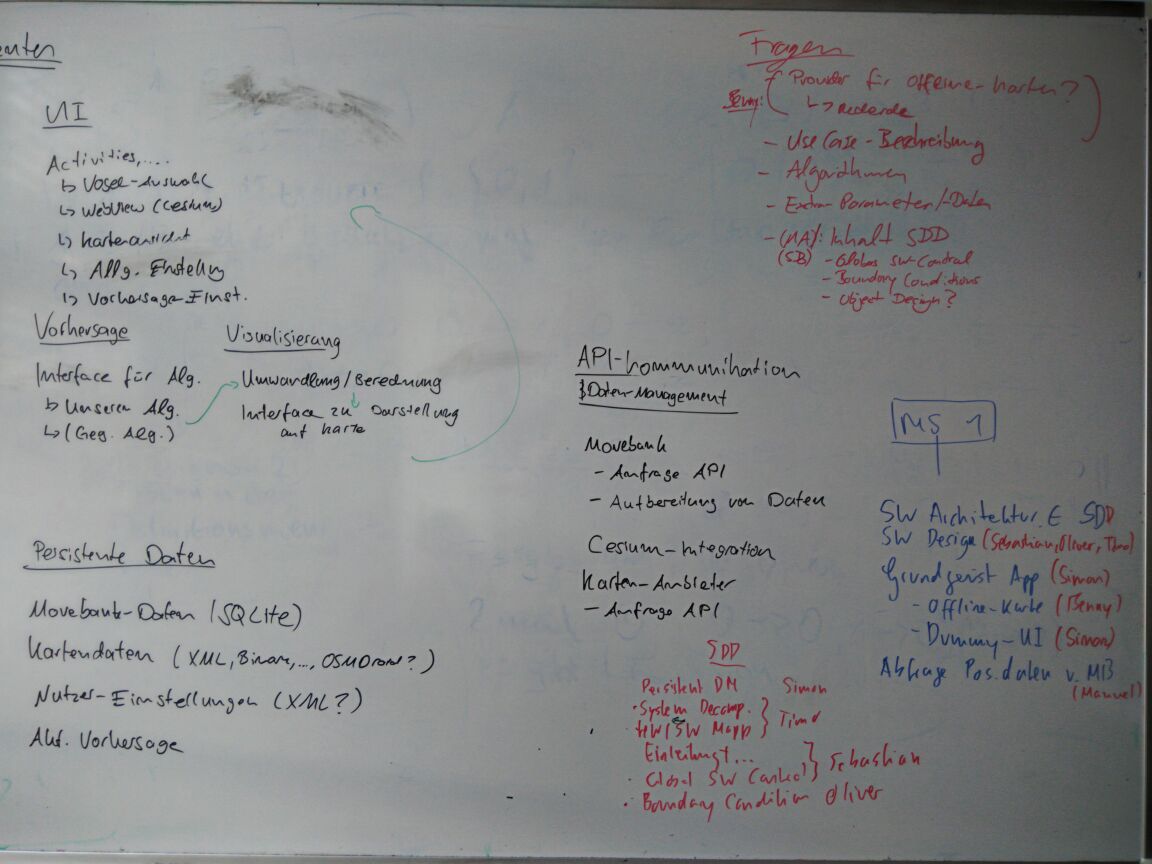 UI
Activities,....
↳ Vogel-Auswahl
↳ WebView (Cesium)
↳ Kartenansicht
↳ Allg. Einstellung
↳ Vorhersage-Einst.
Vorhersage
Interface für Alg.
↳ Unseren Alg.
↳ (Geg. Alg.)
Visualisierung
Umwandlung/Berechnung
Interface zu Darstellung
auf Karte
Persistente Daten
Movebank-Daten (SQLite)
Kartendaten (XML, Binary, ..., OSMDroid?)
Nutzer-Einstellungen (XML?)
Akt. Vorhersage
Fragen
Benny: (- Provider für Offline-Karten?
↳ Recherche)
- Use Case-Beschreibung
- Algorithmen
- Extra-Parameter/-Daten
- (MA): Inhalt SDD
(SB) - Global SW-Control
- Boundary Conditions
- Object Design?
API-Kommunikation
& Daten-Management
Movebank
- Anfrage API
- Aufbereitung von Daten
Cesium-Integration
Karten-Anbieter
- Anfrage API
SDD
Persistent DM Simon
· System Decomp.
· HW/SW Mapp } Timo
Einleitung...
· Global SW Control } Sebastian
· Boundary Condition Oliver
MS 1
SW Architektur ∈ SDD
SW Design (Sebastian, Oliver, Timo)
Grundgerüst App (Simon)
- Offline-Karte (Benny)
- Dummy-UI (Simon)
Abfrage Pos.daten v. MB
(Manuel)